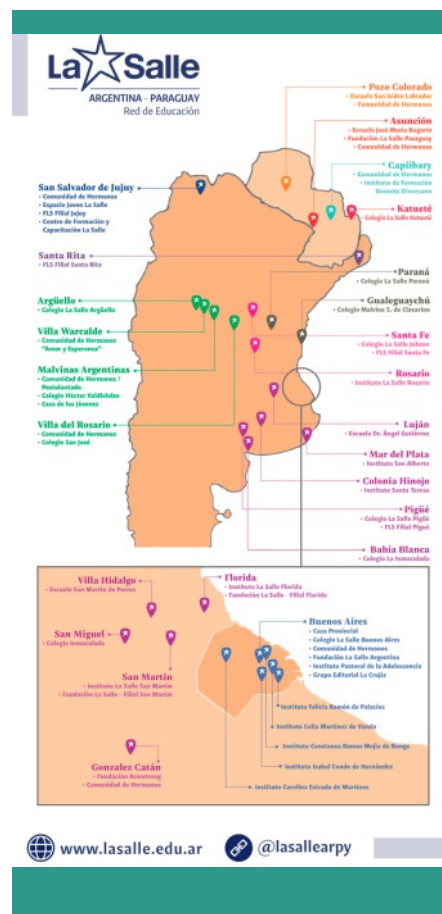 La Salle
ARGENTINA - PARAGUAY
Red de Educación
Pozo Colorado
• Escuela San Isidro Labrador
• Comunidad de Hermanos
Asunción
• Escuela José María Bogarín
• Fundación La Salle Paraguay
• Comunidad de Hermanos
Capiibary
• Comunidad de Hermanos
• Instituto de Formación
Docente Diocesano
Katueté
• Colegio La Salle Katueté
San Salvador de Jujuy
• Comunidad de Hermanos
• Espacio Joven La Salle
• FLS Filial Jujuy
• Centro de Formación y
Capacitación La Salle
Santa Rita
• FLS Filial Santa Rita
Paraná
• Colegio La Salle Paraná
Gualeguaychú
• Colegio Malvina S. de Clavarino
Argüello
• Colegio La Salle Argüello
Villa Warcalde
• Comunidad de Hermanos
"Amor y Esperanza"
Santa Fe
• Colegio La Salle Jobson
• FLS Filial Santa Fe
Malvinas Argentinas
• Comunidad de Hermanos /
Postulantado
• Colegio Héctor Valdivielso
• Casa de los Jóvenes
Rosario
• Instituto La Salle Rosario
Villa del Rosario
• Comunidad de Hermanos
• Colegio San José
Luján
• Escuela Dr. Ángel Gutiérrez
Mar del Plata
• Instituto San Alberto
Colonia Hinojo
• Instituto Santa Teresa
Pigüé
• Colegio La Salle Pigüé
• FLS Filial Pigüé
Bahía Blanca
• Colegio La Inmaculada
Villa Hidalgo
• Escuela San Martín de Porres
Florida
• Instituto La Salle Florida
• Fundación La Salle - Filial Florida
San Miguel
• Colegio Inmaculada
San Martín
• Instituto La Salle San Martín
• Fundación La Salle - Filial San Martín
Buenos Aires
• Casa Provincial
• Colegio La Salle Buenos Aires
• Comunidad de Hermanos
• Fundación La Salle Argentina
• Instituto Pastoral de la Adolescencia
• Grupo Editorial La Crujía
• Instituto Felicia Ramón de Palacios
• Instituto Celia Martínez de Varela
• Instituto Constanza Ramos Mejía de Bunge
• Instituto Isabel Conde de Hernández
Instituto Carolina Estrada de Martínez
Gonzalez Catán
• Fundación Armstrong
• Comunidad de Hermanos
www.lasalle.edu.ar
@lasallearpy